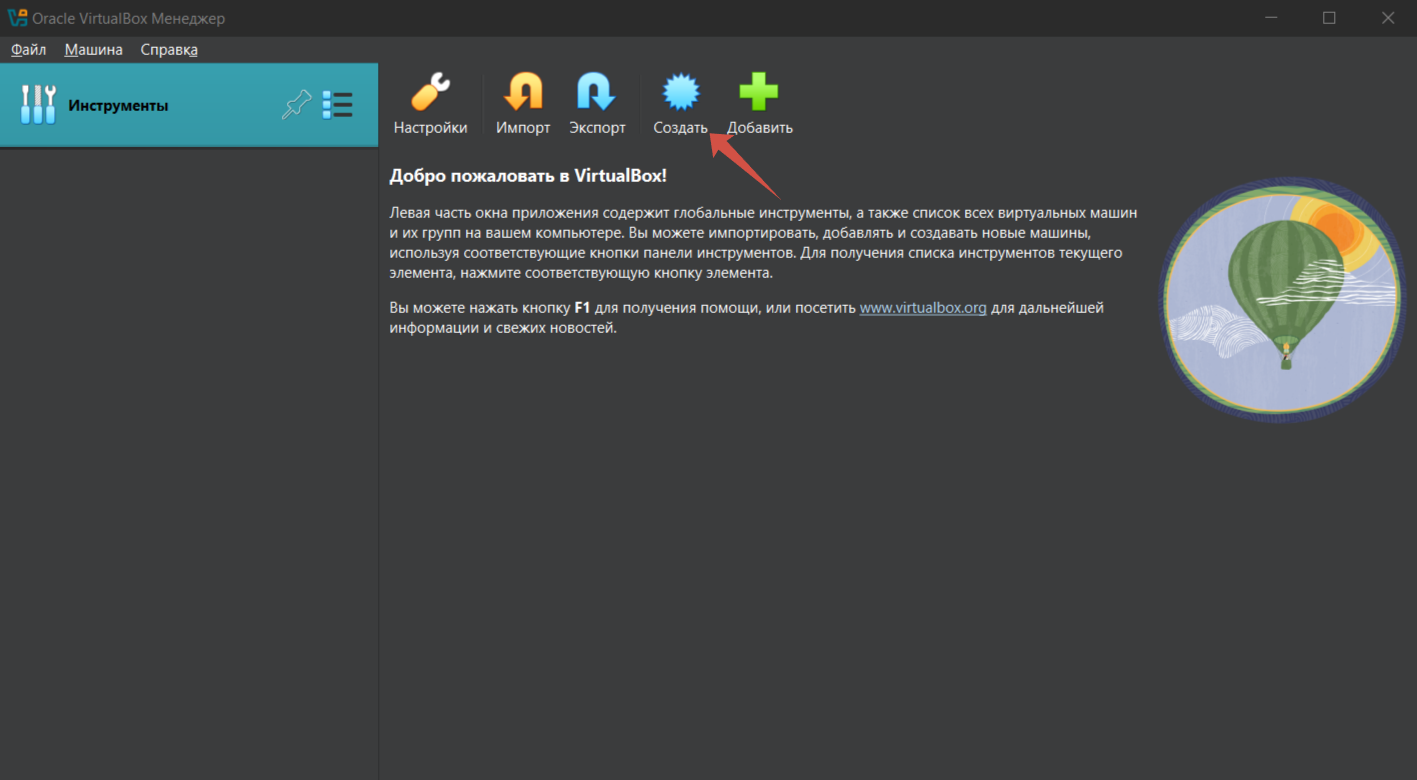 Oracle VirtualBox Менеджер
Файл Машина Справка
Инструменты
Настройки Импорт Экспорт Создать Добавить
Добро пожаловать в VirtualBox!
Левая часть окна приложения содержит глобальные инструменты, а также список всех виртуальных машин
и их групп на вашем компьютере. Вы можете импортировать, добавлять и создавать новые машины,
используя соответствующие кнопки панели инструментов. Для получения списка инструментов текущего
элемента, нажмите соответствующую кнопку элемента.
Вы можете нажать кнопку F1 для получения помощи, или посетить www.virtualbox.org для дальнейшей
информации и свежих новостей.